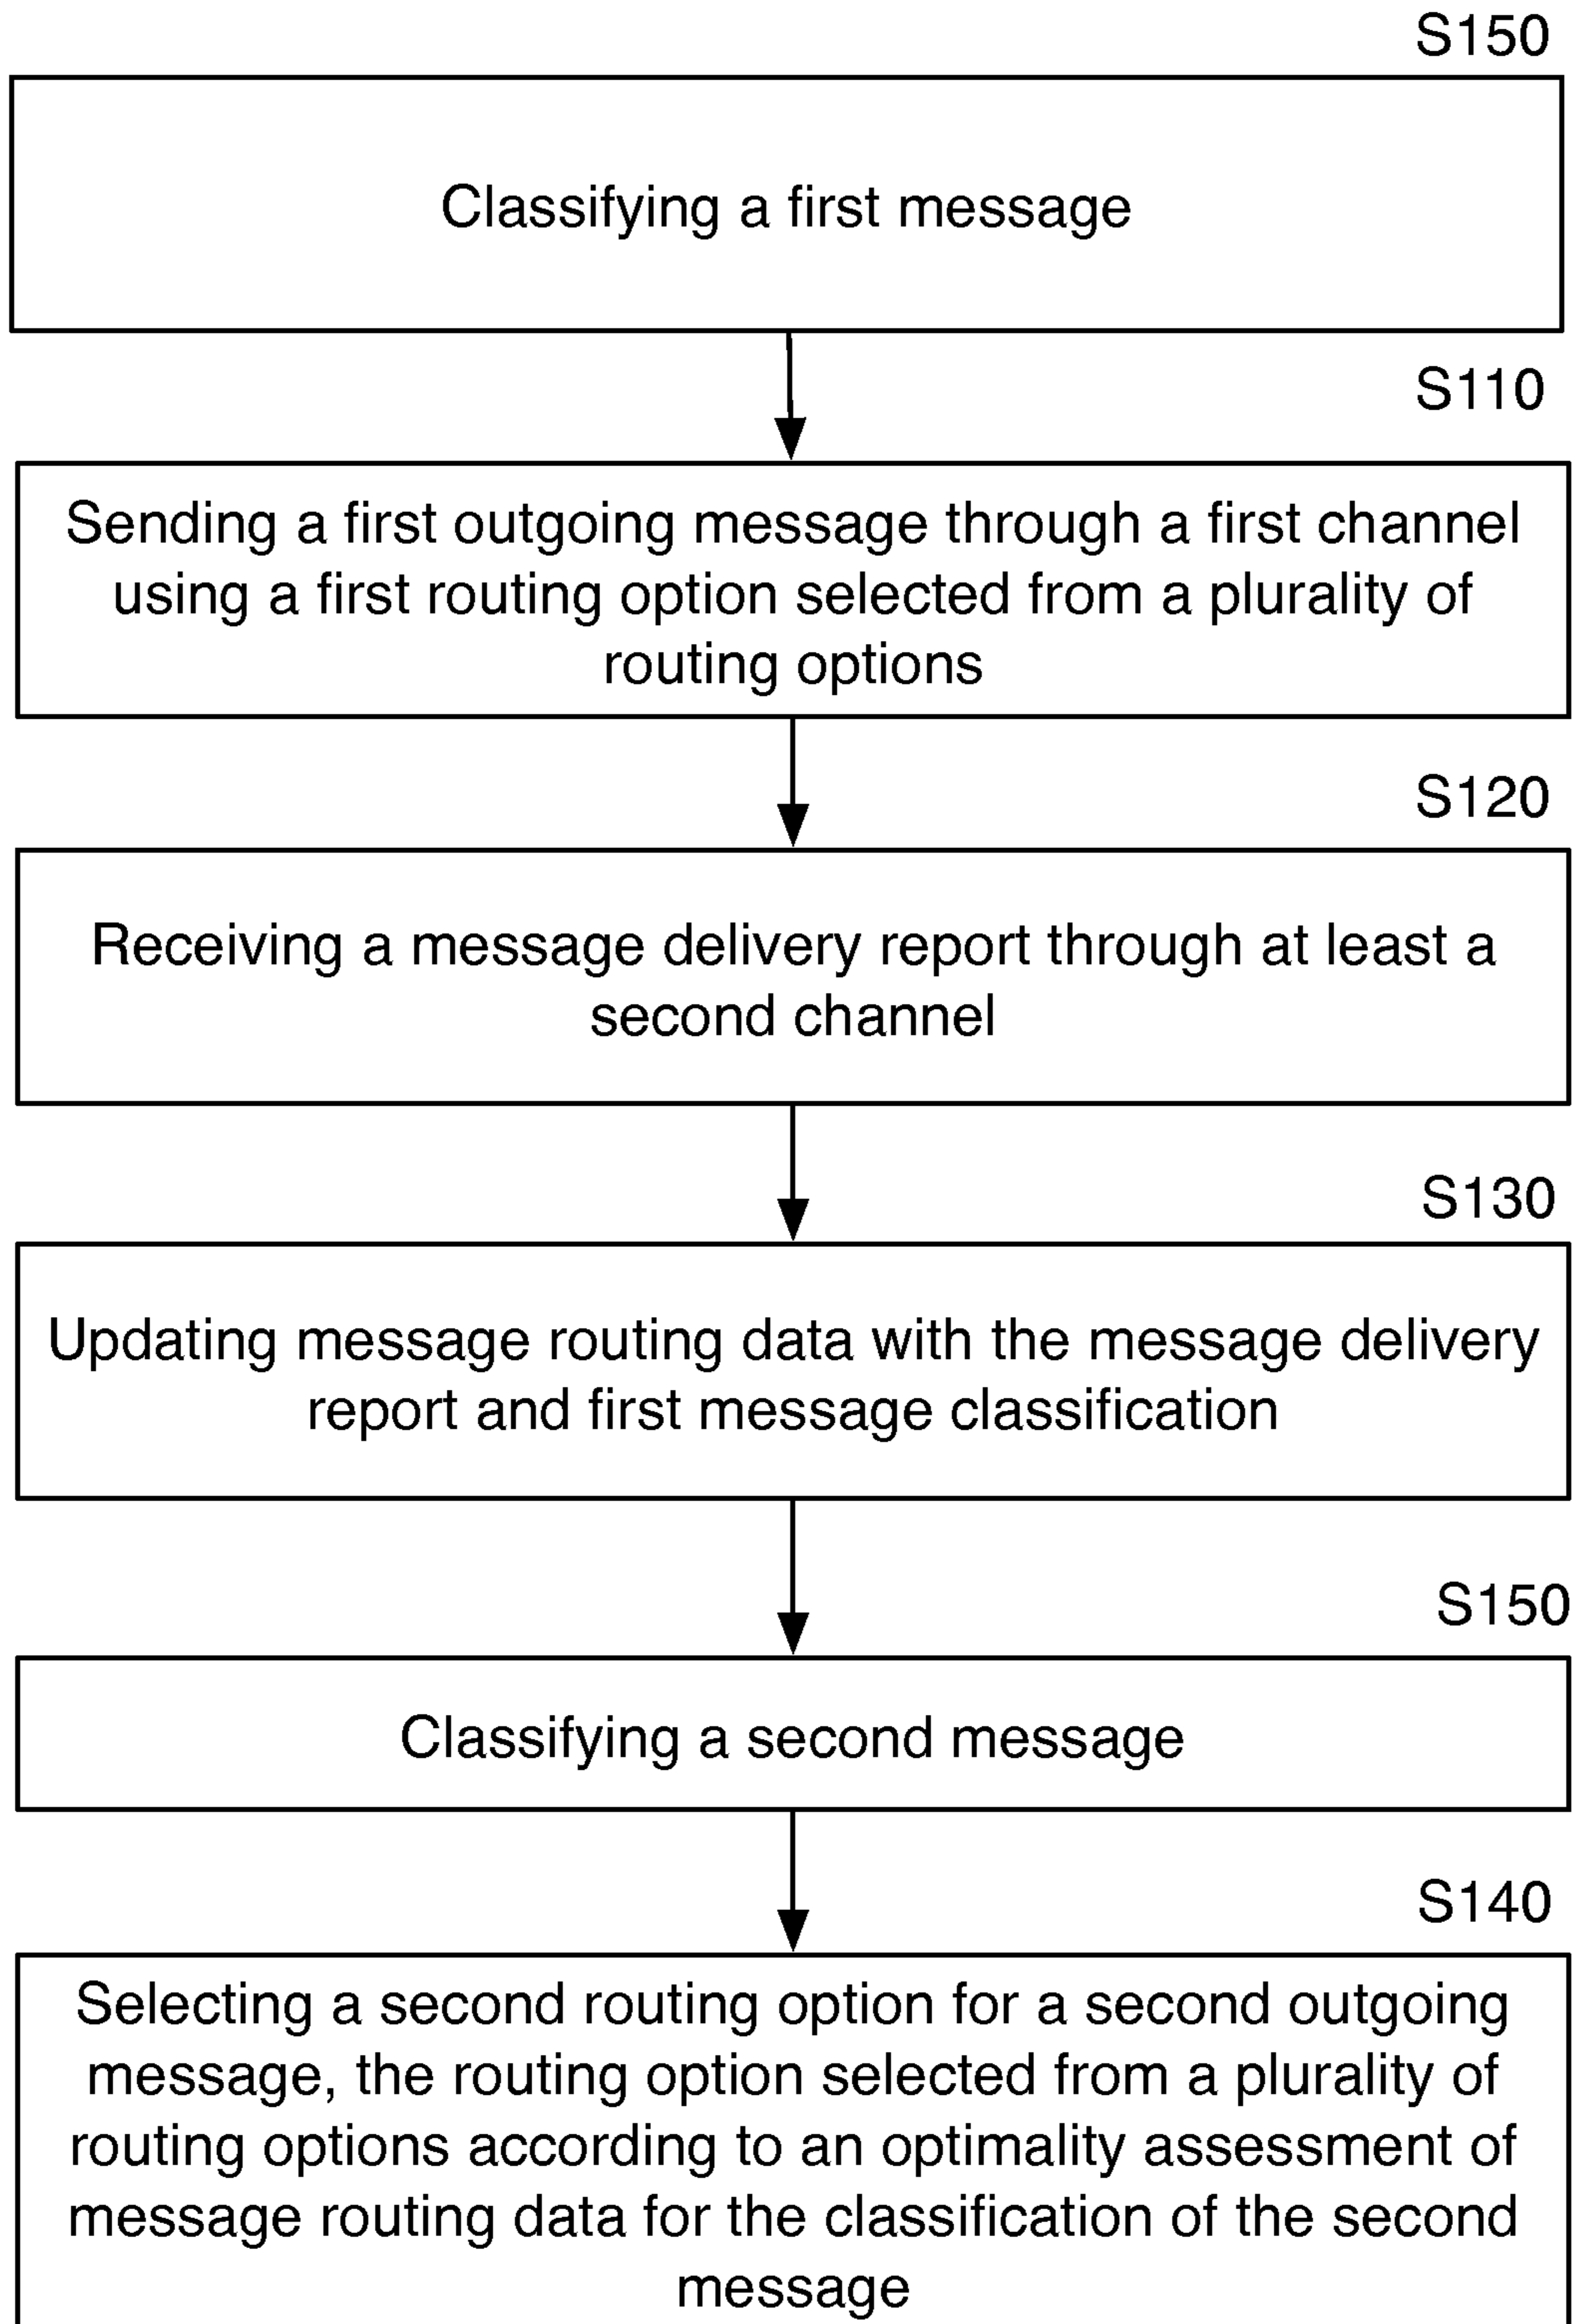 S150
Classifying a first message
S110
Sending a first outgoing message through a first channel
using a first routing option selected from a plurality of
routing options
S120
Receiving a message delivery report through at least a
second channel
S130
Updating message routing data with the message delivery
report and first message classification
S150
Classifying a second message
S140
Selecting a second routing option for a second outgoing
message, the routing option selected from a plurality of
routing options according to an optimality assessment of
message routing data for the classification of the second
message